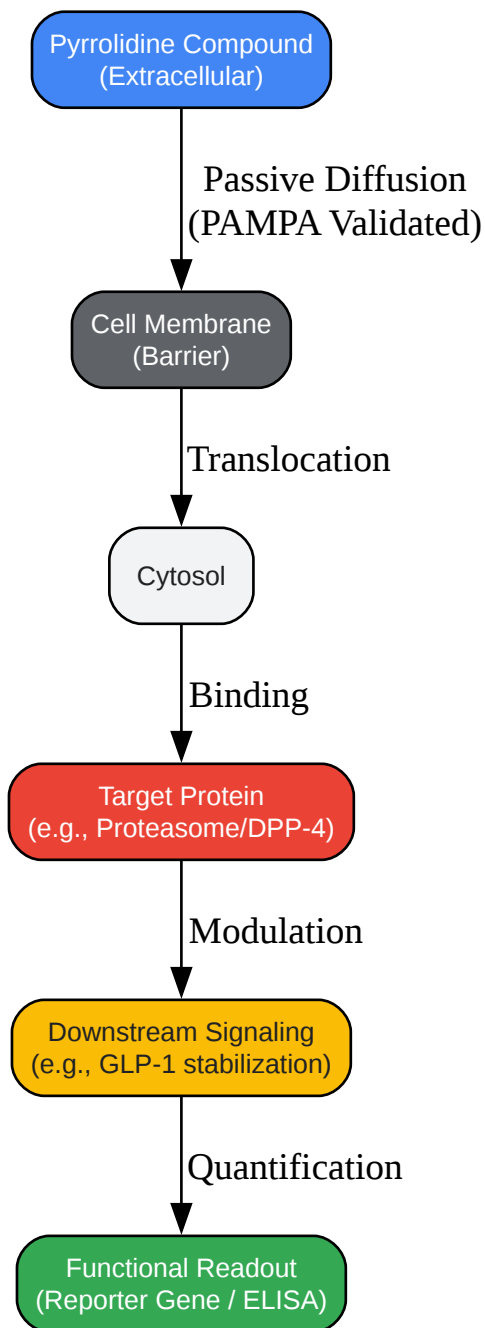 Pyrrolidine Compound
(Extracellular)
Passive Diffusion
(PAMPA Validated)
Cell Membrane
(Barrier)
Translocation
Cytosol
Binding
Target Protein
(e.g., Proteasome/DPP-4)
Modulation
Downstream Signaling
(e.g., GLP-1 stabilization)
Quantification
Functional Readout
(Reporter Gene / ELISA)